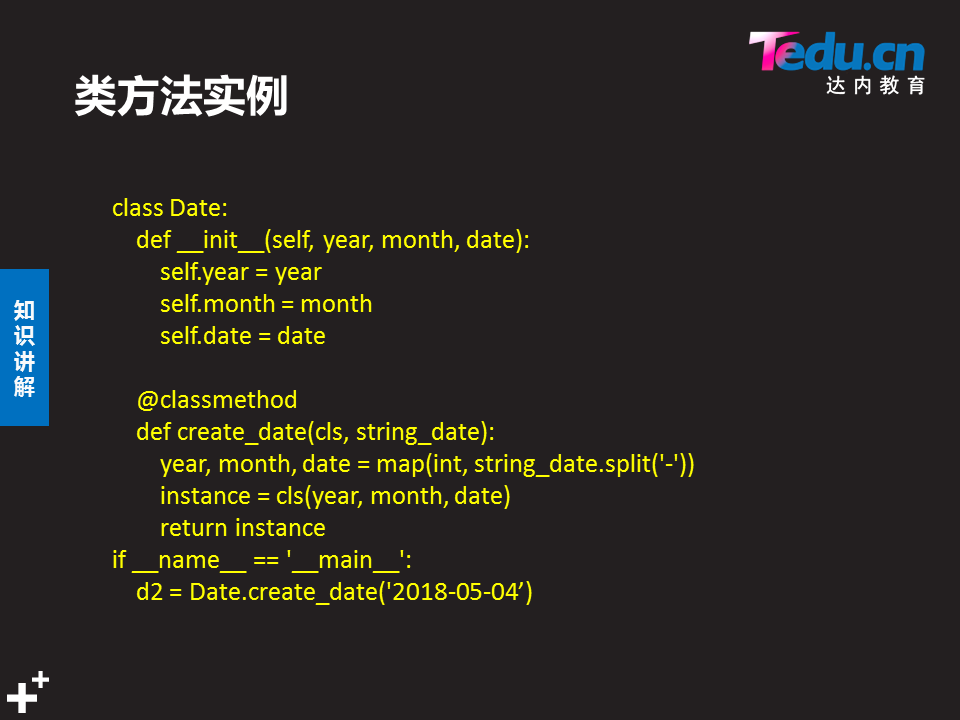 Tedu.cn
达内教育
类方法实例
class Date:
    def __init__(self, year, month, date):
        self.year = year
        self.month = month
        self.date = date
    @classmethod
    def create_date(cls, string_date):
        year, month, date = map(int, string_date.split('-'))
        instance = cls(year, month, date)
        return instance
if __name__ == '__main__':
    d2 = Date.create_date('2018-05-04’)
知识讲解